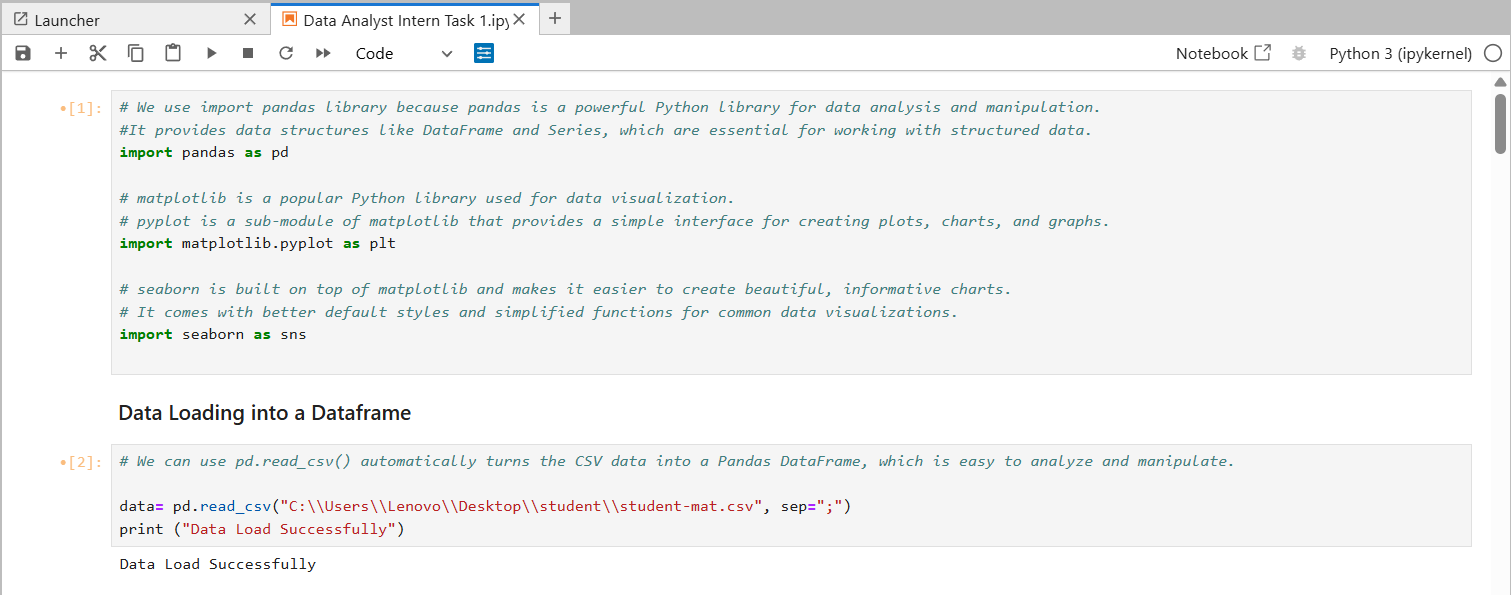 Launcher
Data Analyst Intern Task 1.ipy
Code
Notebook
Python 3 (ipykernel)
[1]:
# We use import pandas library because pandas is a powerful Python library for data analysis and manipulation.
#It provides data structures like DataFrame and Series, which are essential for working with structured data.
import pandas as pd
# matplotlib is a popular Python library used for data visualization.
# pyplot is a sub-module of matplotlib that provides a simple interface for creating plots, charts, and graphs.
import matplotlib.pyplot as plt
# seaborn is built on top of matplotlib and makes it easier to create beautiful, informative charts.
# It comes with better default styles and simplified functions for common data visualizations.
import seaborn as sns
Data Loading into a Dataframe
[2]:
# We can use pd.read_csv() automatically turns the CSV data into a Pandas DataFrame, which is easy to analyze and manipulate.
data= pd.read_csv("C:\\Users\\Lenovo\\Desktop\\student\\student-mat.csv", sep=";")
print ("Data Load Successfully")
Data Load Successfully